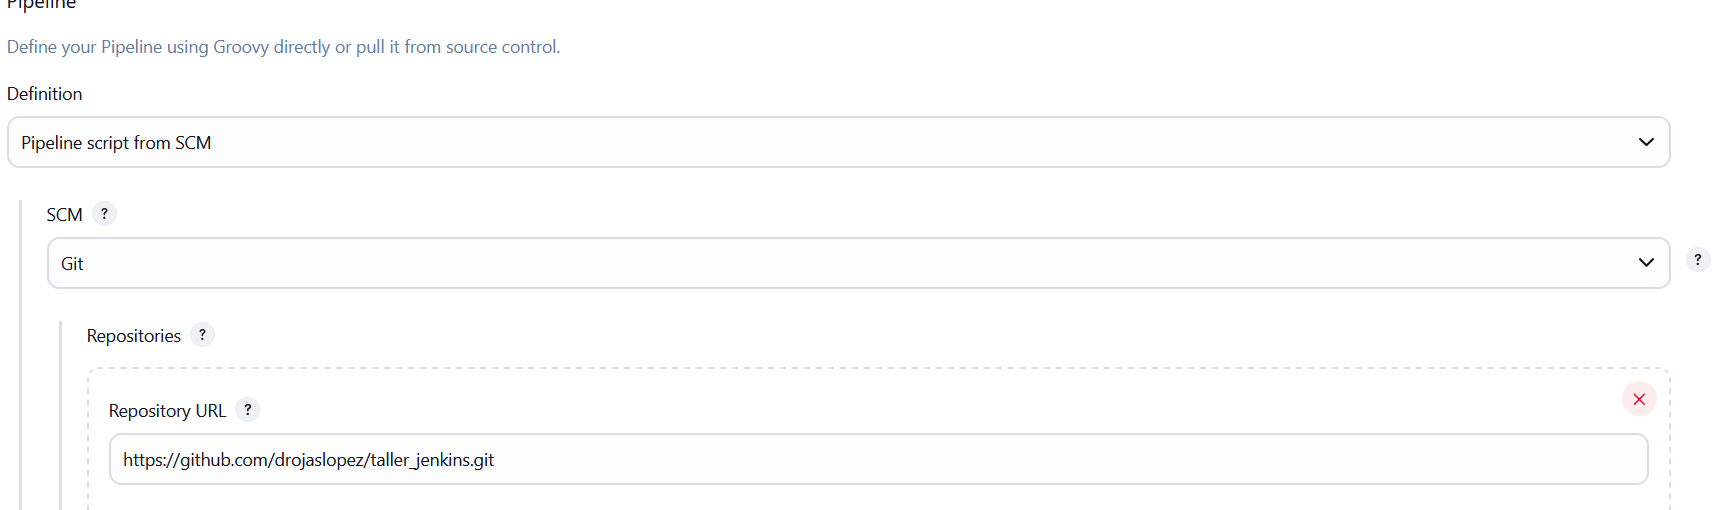 Pipeline
Define your Pipeline using Groovy directly or pull it from source control.
Definition
Pipeline script from SCM
SCM ?
Git
?
Repositories ?
Repository URL ?
https://github.com/drojaslopez/taller_jenkins.git